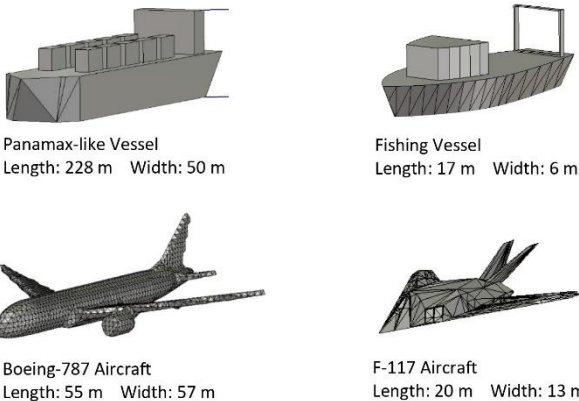 Panamax-like Vessel
Length: 228 m Width: 50 m
Fishing Vessel
Length: 17 m Width: 6 m
Boeing-787 Aircraft
Length: 55 m Width: 57 m
F-117 Aircraft
Length: 20 m Width: 13 m